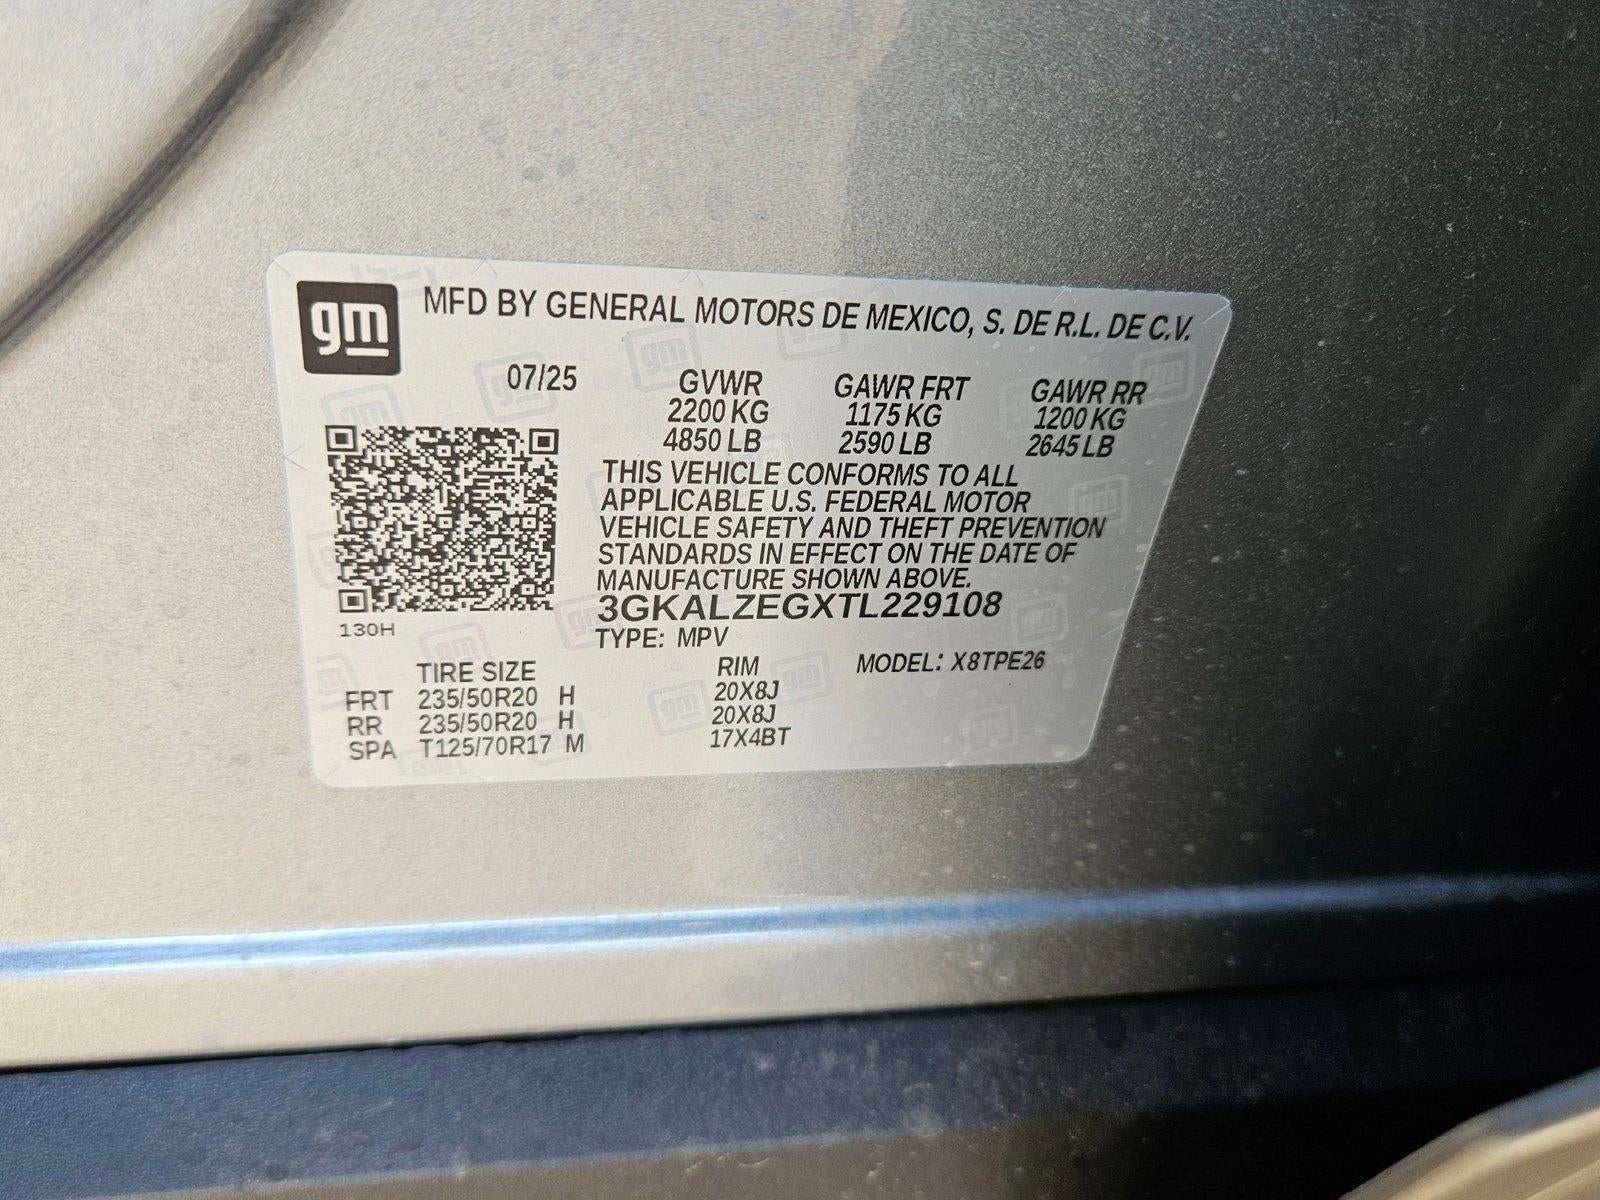 gm MFD BY GENERAL MOTORS DE MEXICO, S. DE R.L. DE C.V.
07/25 GVWR GAWR FRT GAWR RR
2200 KG 1175 KG 1200 KG
4850 LB 2590 LB 2645 LB
THIS VEHICLE CONFORMS TO ALL
APPLICABLE U.S. FEDERAL MOTOR
VEHICLE SAFETY AND THEFT PREVENTION
STANDARDS IN EFFECT ON THE DATE OF
MANUFACTURE SHOWN ABOVE.
3GKALZEGXTL229108
130H
TYPE: MPV
TIRE SIZE RIM MODEL: X8TPE26
FRT 235/50R20 H 20X8J
RR 235/50R20 H 20X8J
SPA T125/70R17 M 17X4BT